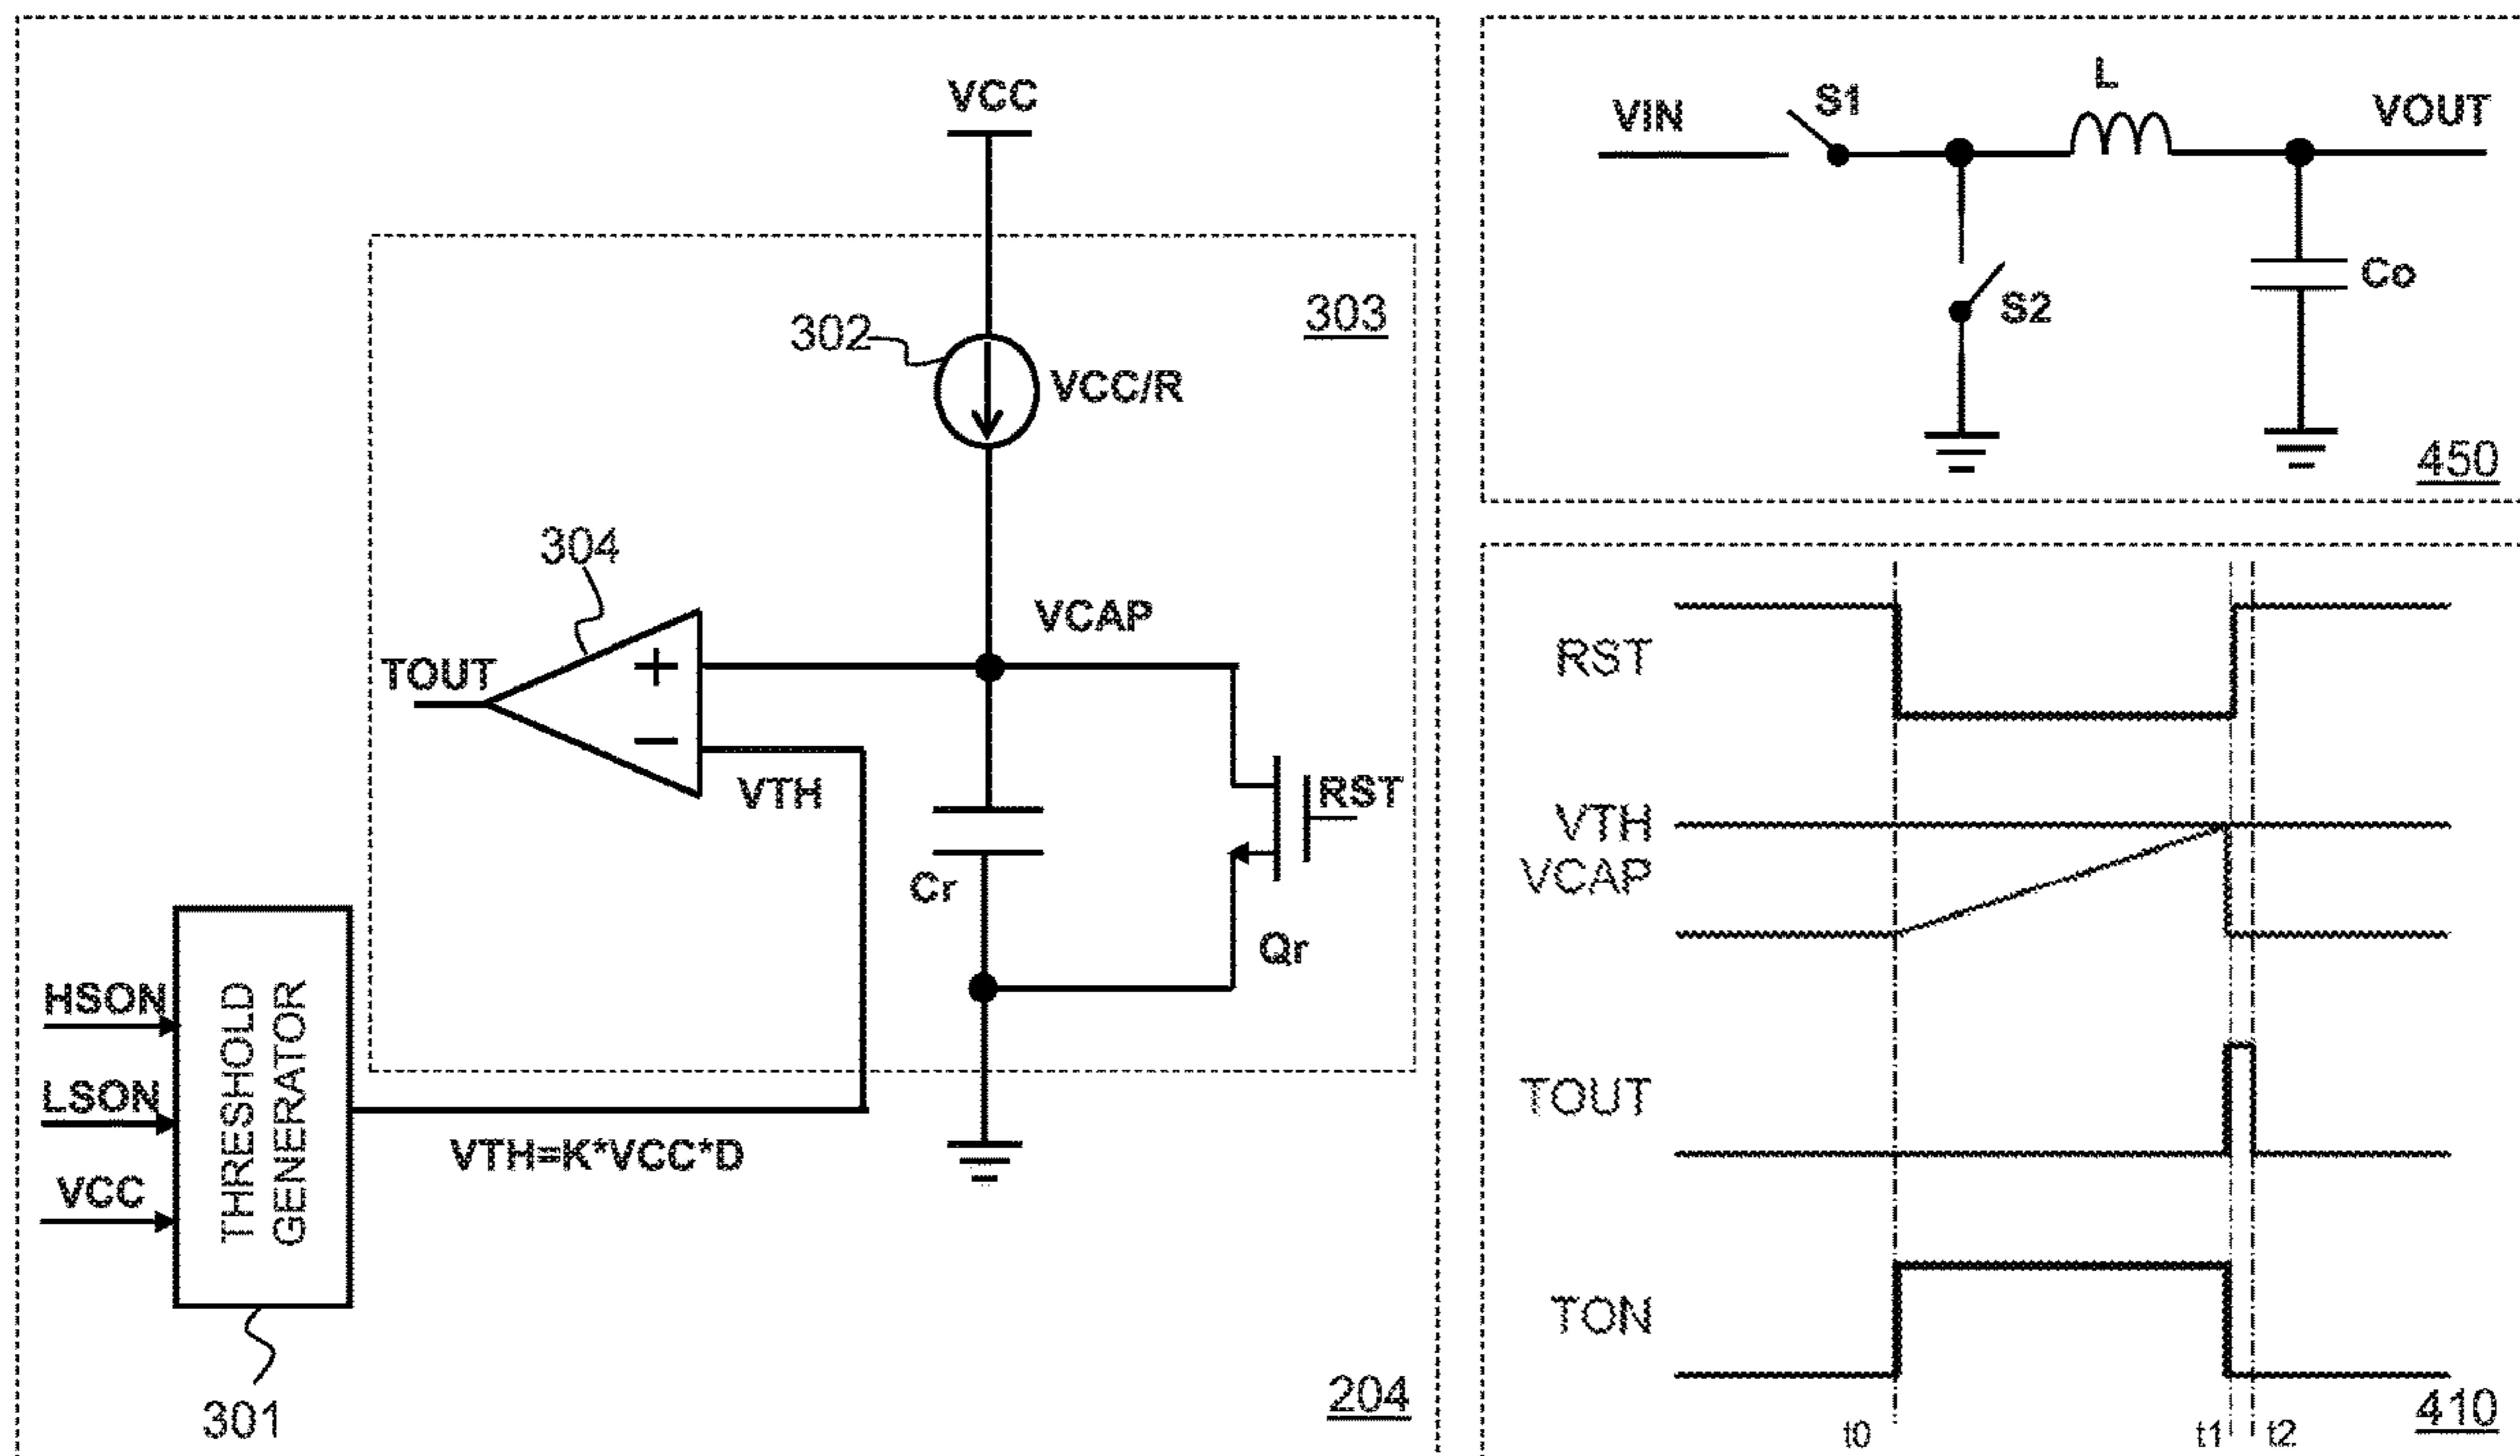 VCC
302
VCC/R
303
304
VCAP
TOUT
+
−
VTH
RST
Cr
Qr
HSON
LSON
VCC
THRESHOLD
GENERATOR
VTH=K*VCC*D
301
204
VIN
S1
L
VOUT
S2
Co
450
RST
VTH
VCAP
TOUT
TON
t0
t1
t2
410